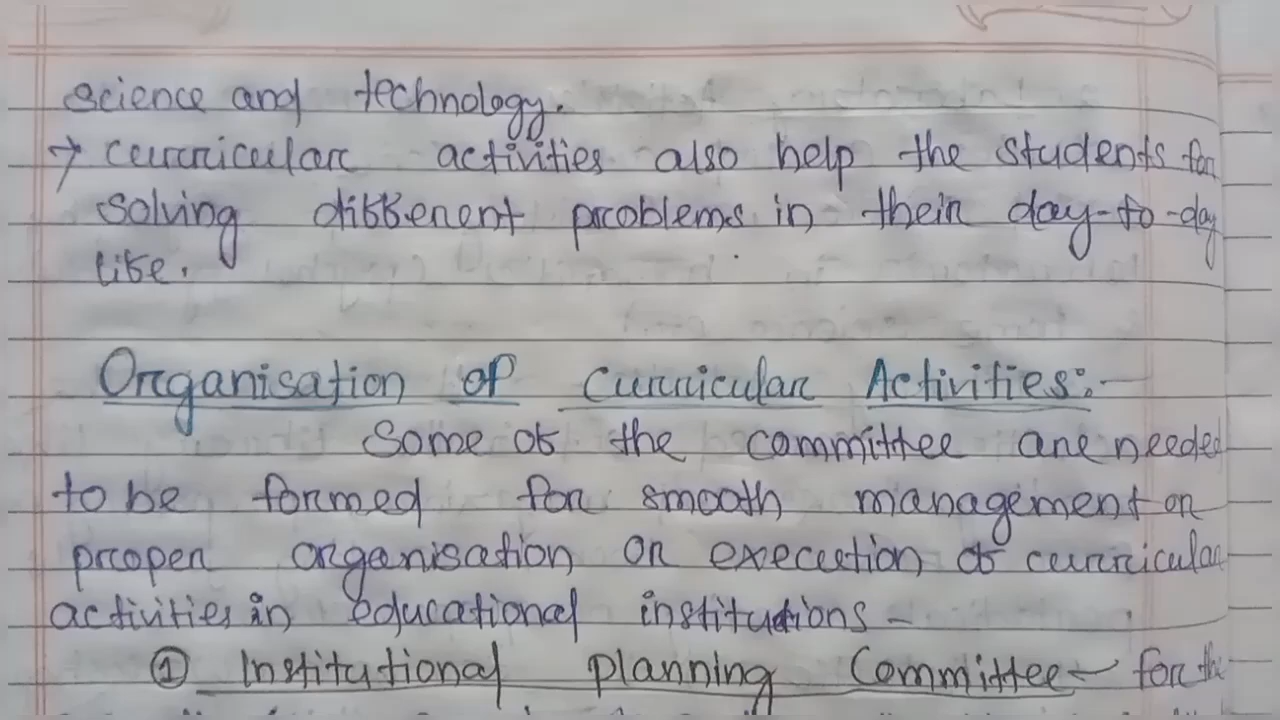 science and technology.
→ curricular activities also help the students for
solving different problems in their day-to-day
life.
Organisation of Curricular Activities:-
Some of the committee are needed
to be formed for smooth management or
proper organisation or execution of curricular
activities in educational institutions -
① Institutional planning Committee - for the